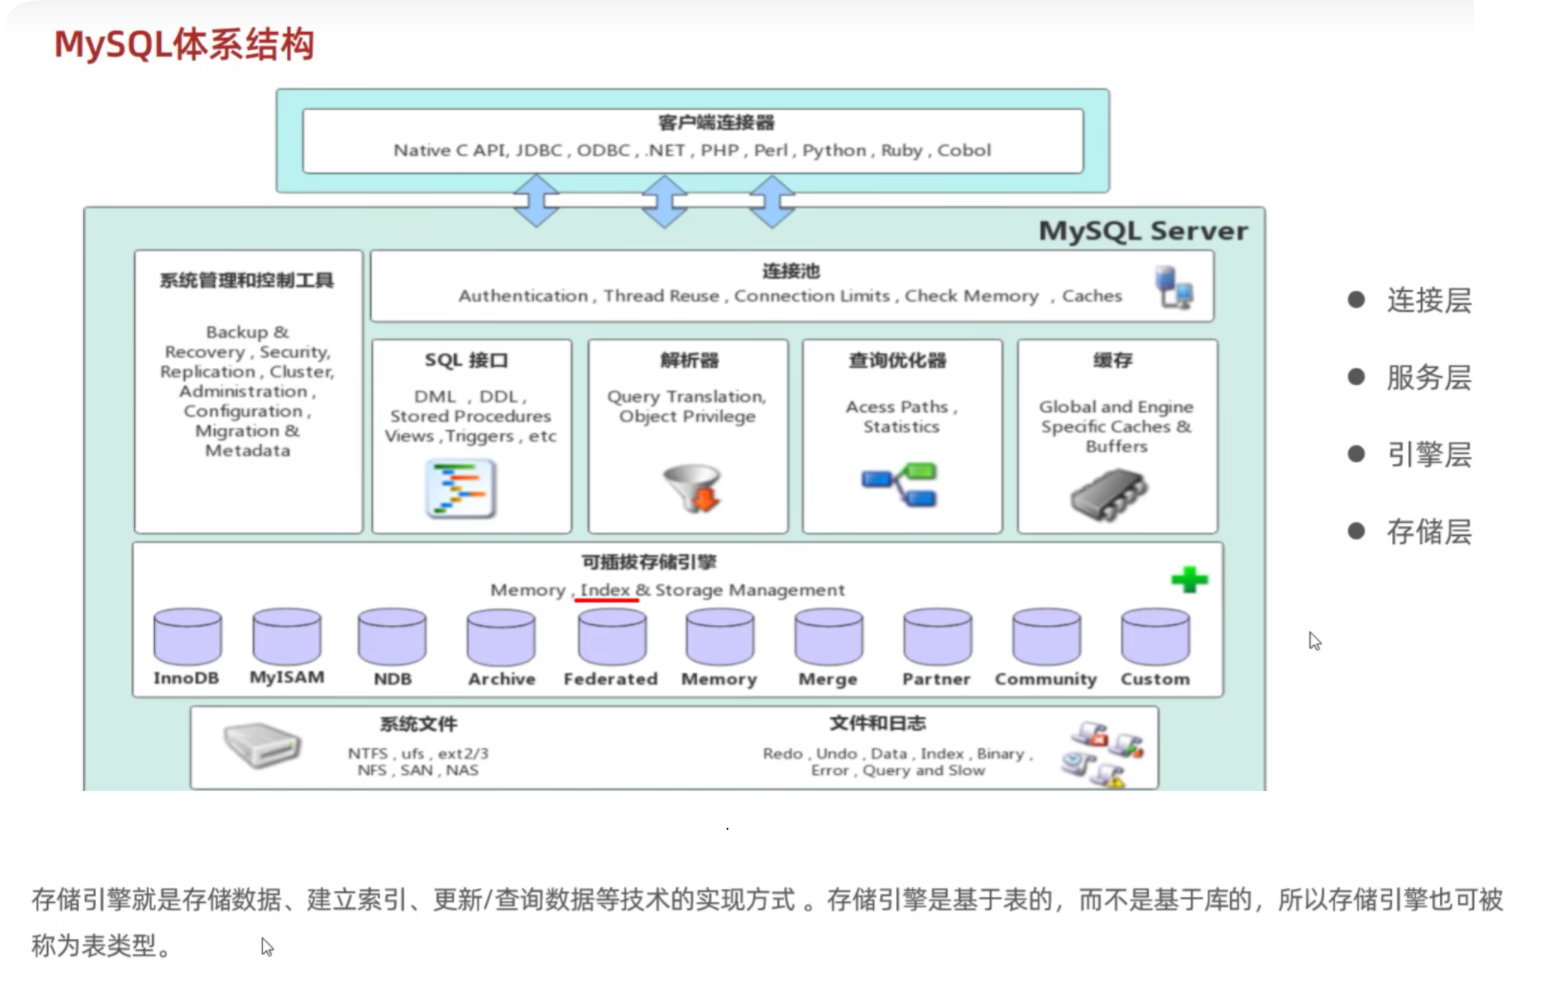 MySQL体系结构
客户端连接器
Native C API, JDBC , ODBC , .NET , PHP , Perl , Python , Ruby , Cobol
MySQL Server
系统管理和控制工具
Backup &
Recovery , Security,
Replication , Cluster,
Administration ,
Configuration ,
Migration &
Metadata
连接池
Authentication , Thread Reuse , Connection Limits , Check Memory , Caches
SQL 接口
DML , DDL ,
Stored Procedures
Views ,Triggers , etc
解析器
Query Translation,
Object Privilege
查询优化器
Acess Paths ,
Statistics
缓存
Global and Engine
Specific Caches &
Buffers
可插拔存储引擎
Memory , Index & Storage Management
InnoDB
MyISAM
NDB
Archive
Federated
Memory
Merge
Partner
Community
Custom
系统文件
NTFS , ufs , ext2/3
NFS , SAN , NAS
文件和日志
Redo , Undo , Data , Index , Binary ,
Error , Query and Slow
连接层
服务层
引擎层
存储层
存储引擎就是存储数据、建立索引、更新/查询数据等技术的实现方式 。存储引擎是基于表的，而不是基于库的，所以存储引擎也可被
称为表类型。